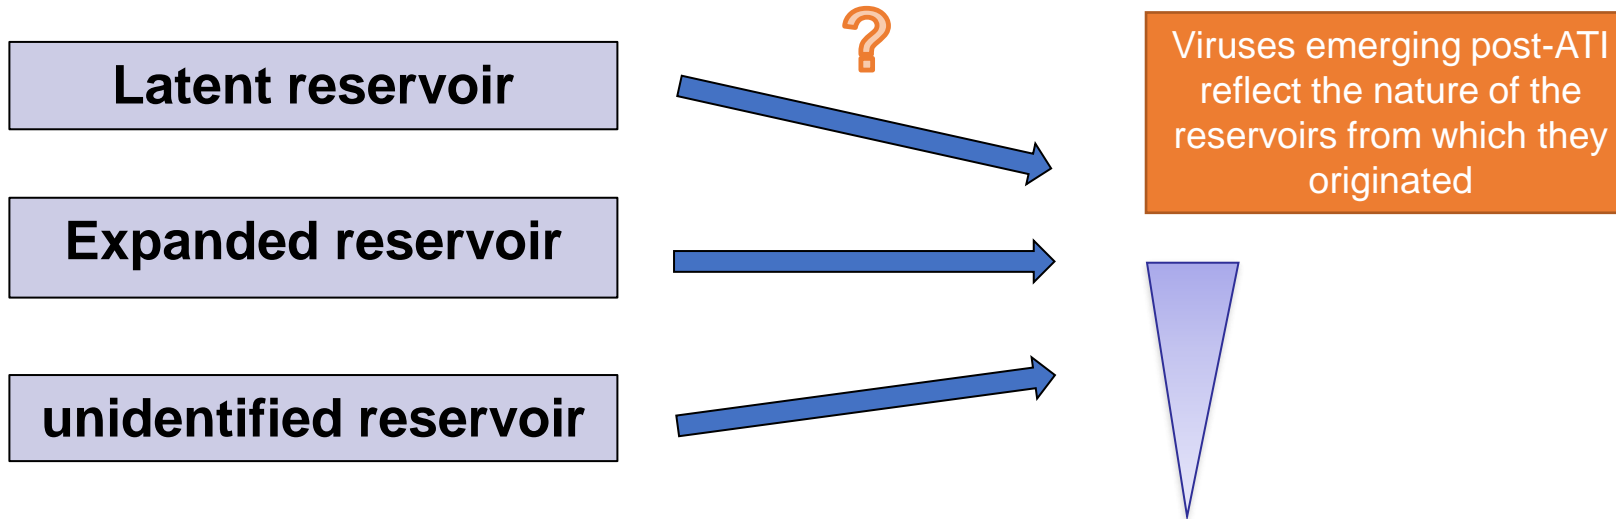 ?
Latent reservoir
Expanded reservoir
unidentified reservoir
Viruses emerging post-ATI
reflect the nature of the
reservoirs from which they
originated